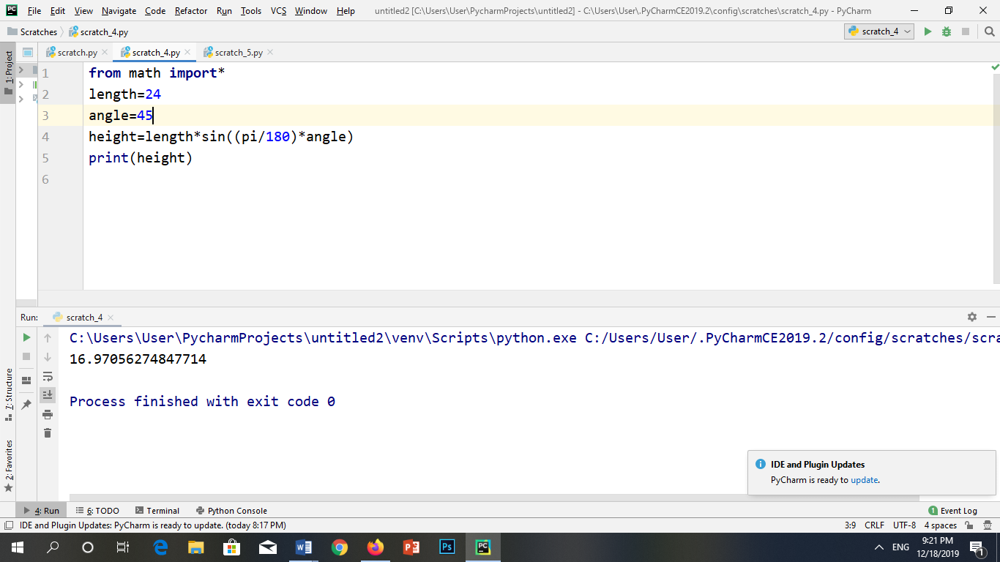 File Edit View Navigate Code Refactor Run Tools VCS Window Help untitled2 [C:\Users\User\PycharmProjects\untitled2] - C:\Users\User\.PyCharmCE2019.2\config\scratches\scratch_4.py - PyCharm
Scratches scratch_4.py scratch_4
1: Project
scratch.py scratch_4.py scratch_5.py
1 from math import*
2 length=24
3 angle=45
4 height=length*sin((pi/180)*angle)
5 print(height)
6
Run: scratch_4
C:\Users\User\PycharmProjects\untitled2\venv\Scripts\python.exe C:/Users/User/.PyCharmCE2019.2/config/scratches/scra
16.97056274847714
Process finished with exit code 0
7: Structure
2: Favorites
IDE and Plugin Updates
PyCharm is ready to update.
4: Run 6: TODO Terminal Python Console 1 Event Log
IDE and Plugin Updates: PyCharm is ready to update. (today 8:17 PM) 3:9 CRLF UTF-8 4 spaces
ENG 9:21 PM
12/18/2019 1